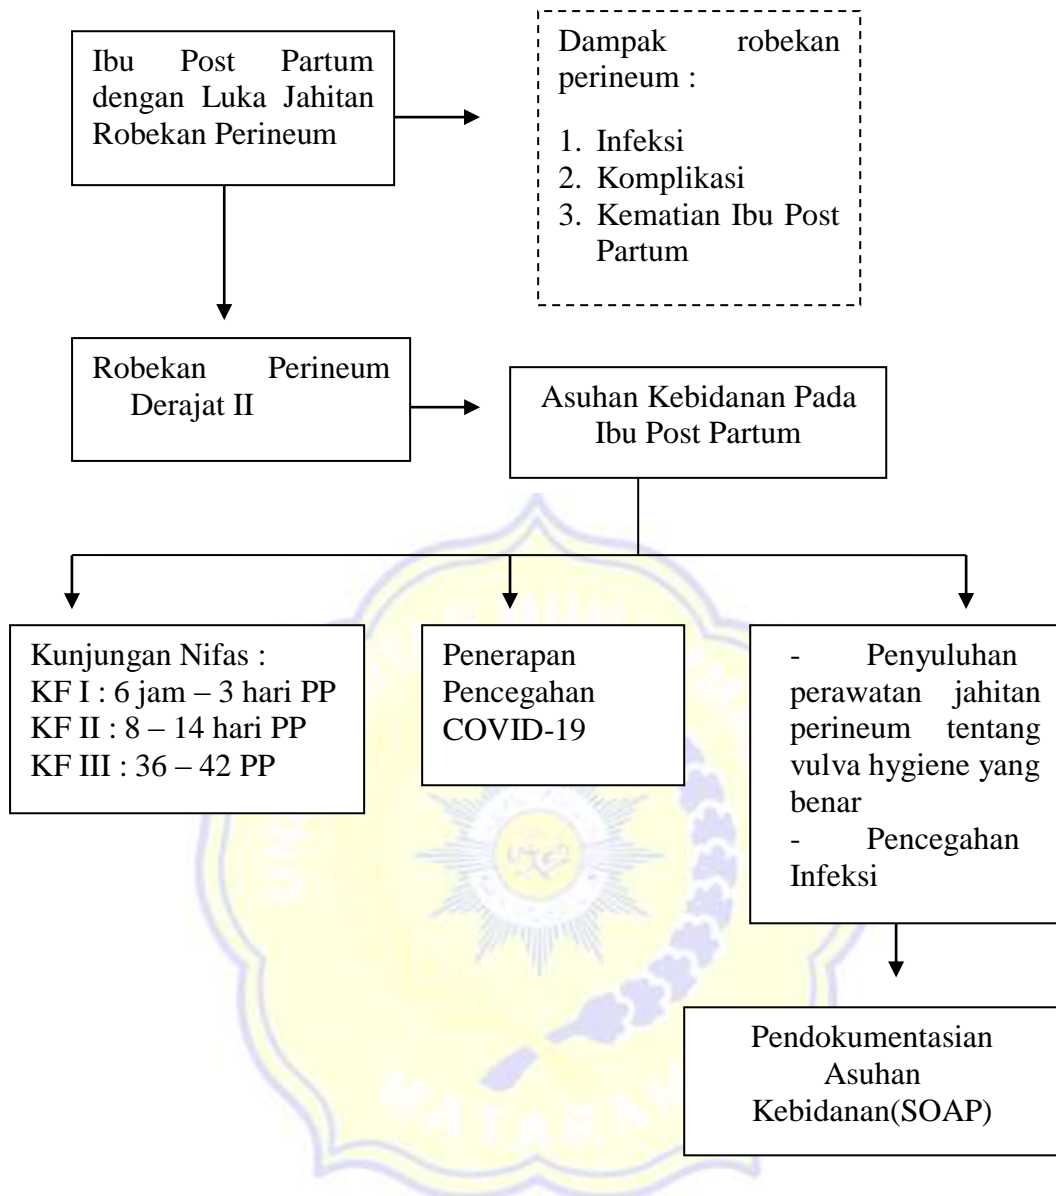 Ibu Post Partum
dengan Luka Jahitan
Robekan Perineum
Dampak robekan
perineum :
1. Infeksi
2. Komplikasi
3. Kematian Ibu Post
Partum
Robekan Perineum
Derajat II
Asuhan Kebidanan Pada
Ibu Post Partum
Kunjungan Nifas :
KF I : 6 jam – 3 hari PP
KF II : 8 – 14 hari PP
KF III : 36 – 42 PP
Penerapan
Pencegahan
COVID-19
- Penyuluhan
perawatan jahitan
perineum tentang
vulva hygiene yang
benar
- Pencegahan
Infeksi
Pendokumentasian
Asuhan
Kebidanan(SOAP)
MATARAM